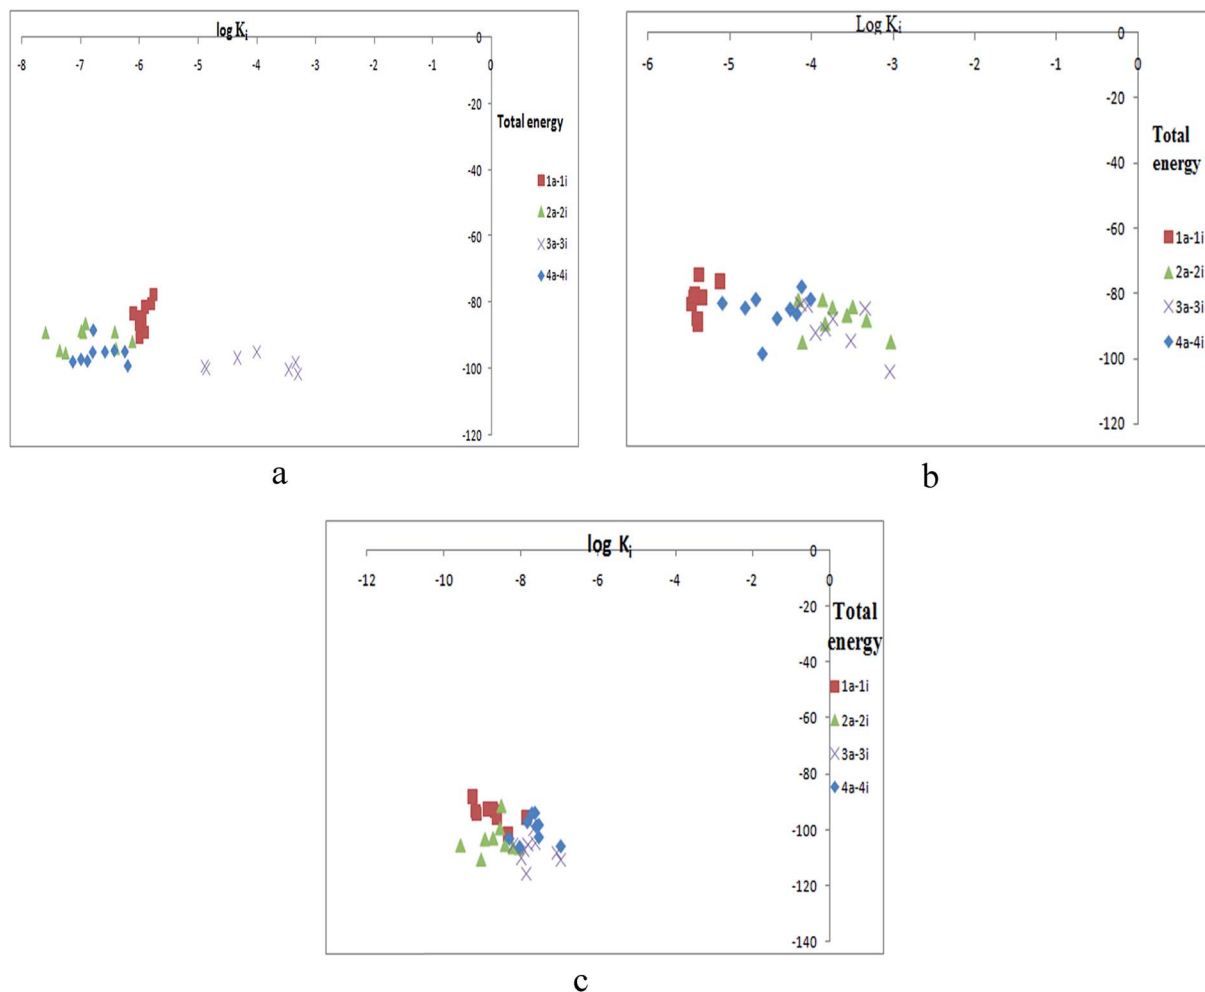 log Ki
0
-8 -7 -6 -5 -4 -3 -2 -1 0
-20
Total energy
-40
1a-1i
2a-2i
-60
3a-3i
4a-4i
-80
-100
-120
a
Log Ki
0
-6 -5 -4 -3 -2 -1 0
-20
Total
energy
-40
-60
1a-1i
2a-2i
3a-3i
4a-4i
-80
-100
-120
b
log Ki
0
-12 -10 -8 -6 -4 -2 0
-20
Total
energy
-40
1a-1i
2a-2i
-60
3a-3i
-80
4a-4i
-100
-120
-140
c